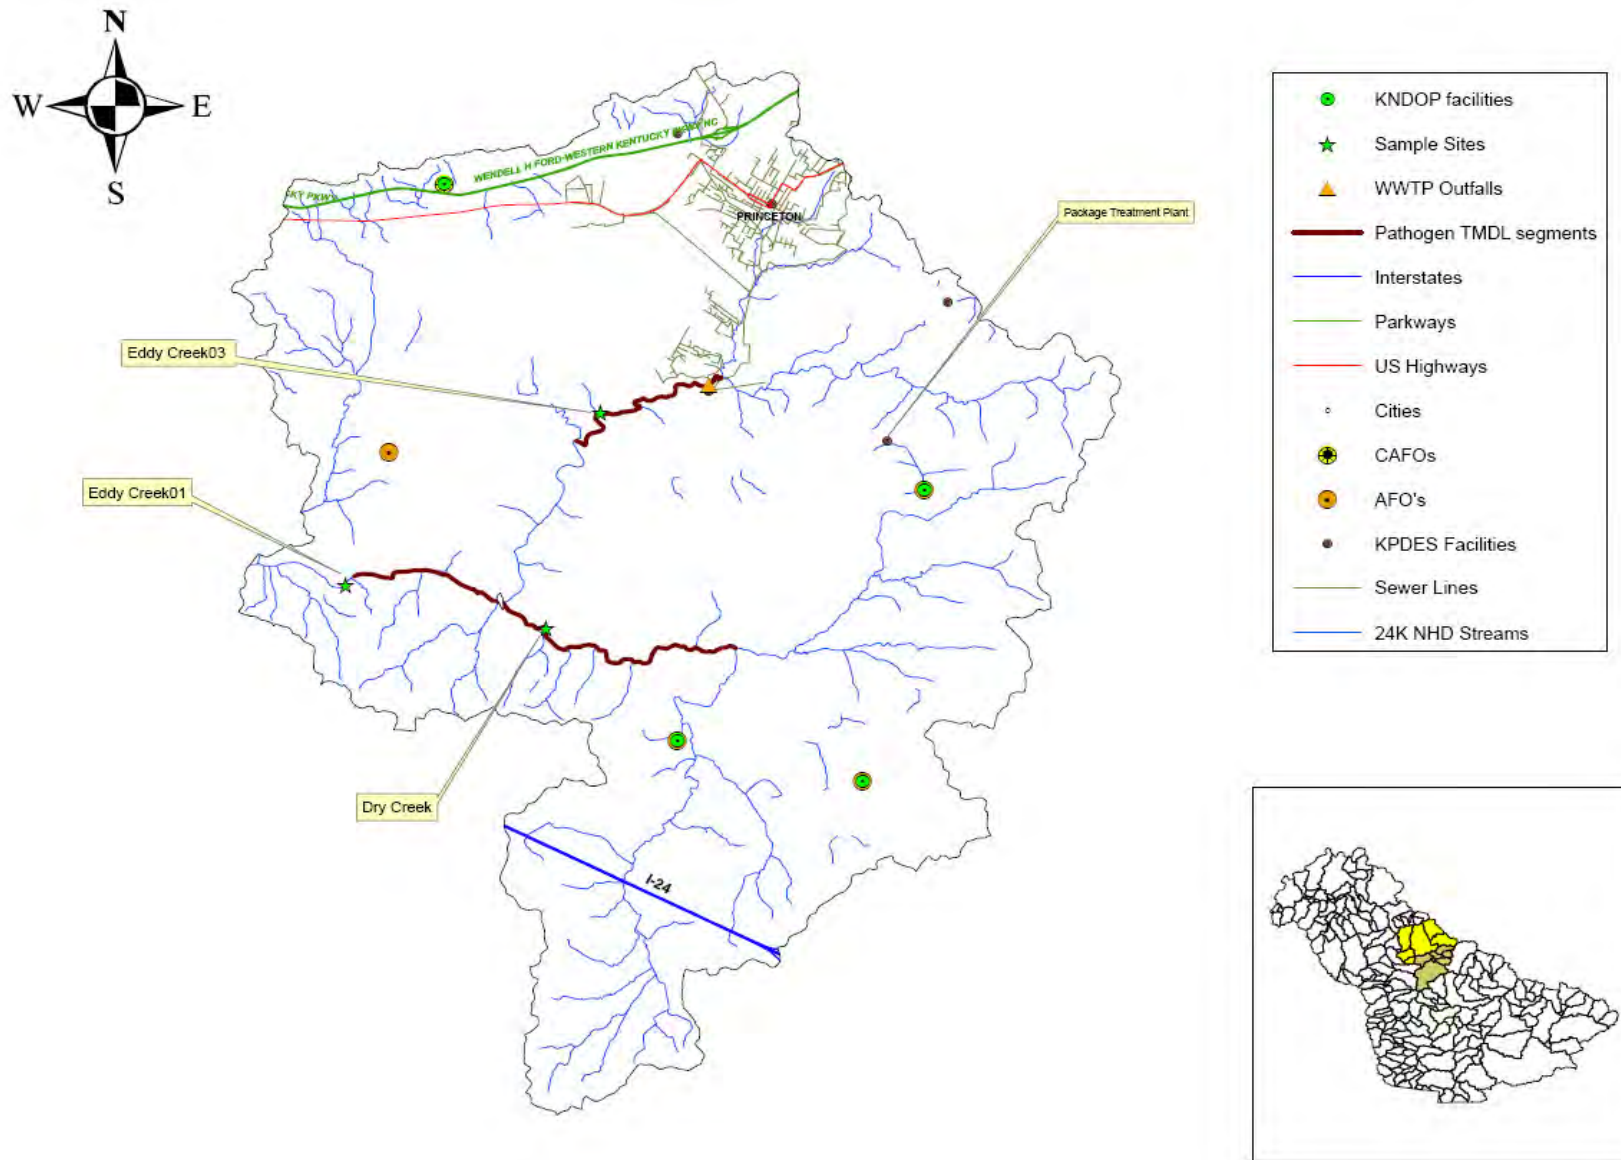 N
W
E
S
WENDELL H FORD-WESTERN KENTUCKY
CKY PKWY
PRINCETON
Package Treatment Plant
Eddy Creek03
Eddy Creek01
Dry Creek
I-24
KNDOP facilities
Sample Sites
WWTP Outfalls
Pathogen TMDL segments
Interstates
Parkways
US Highways
Cities
CAFOs
AFO's
KPDES Facilities
Sewer Lines
24K NHD Streams